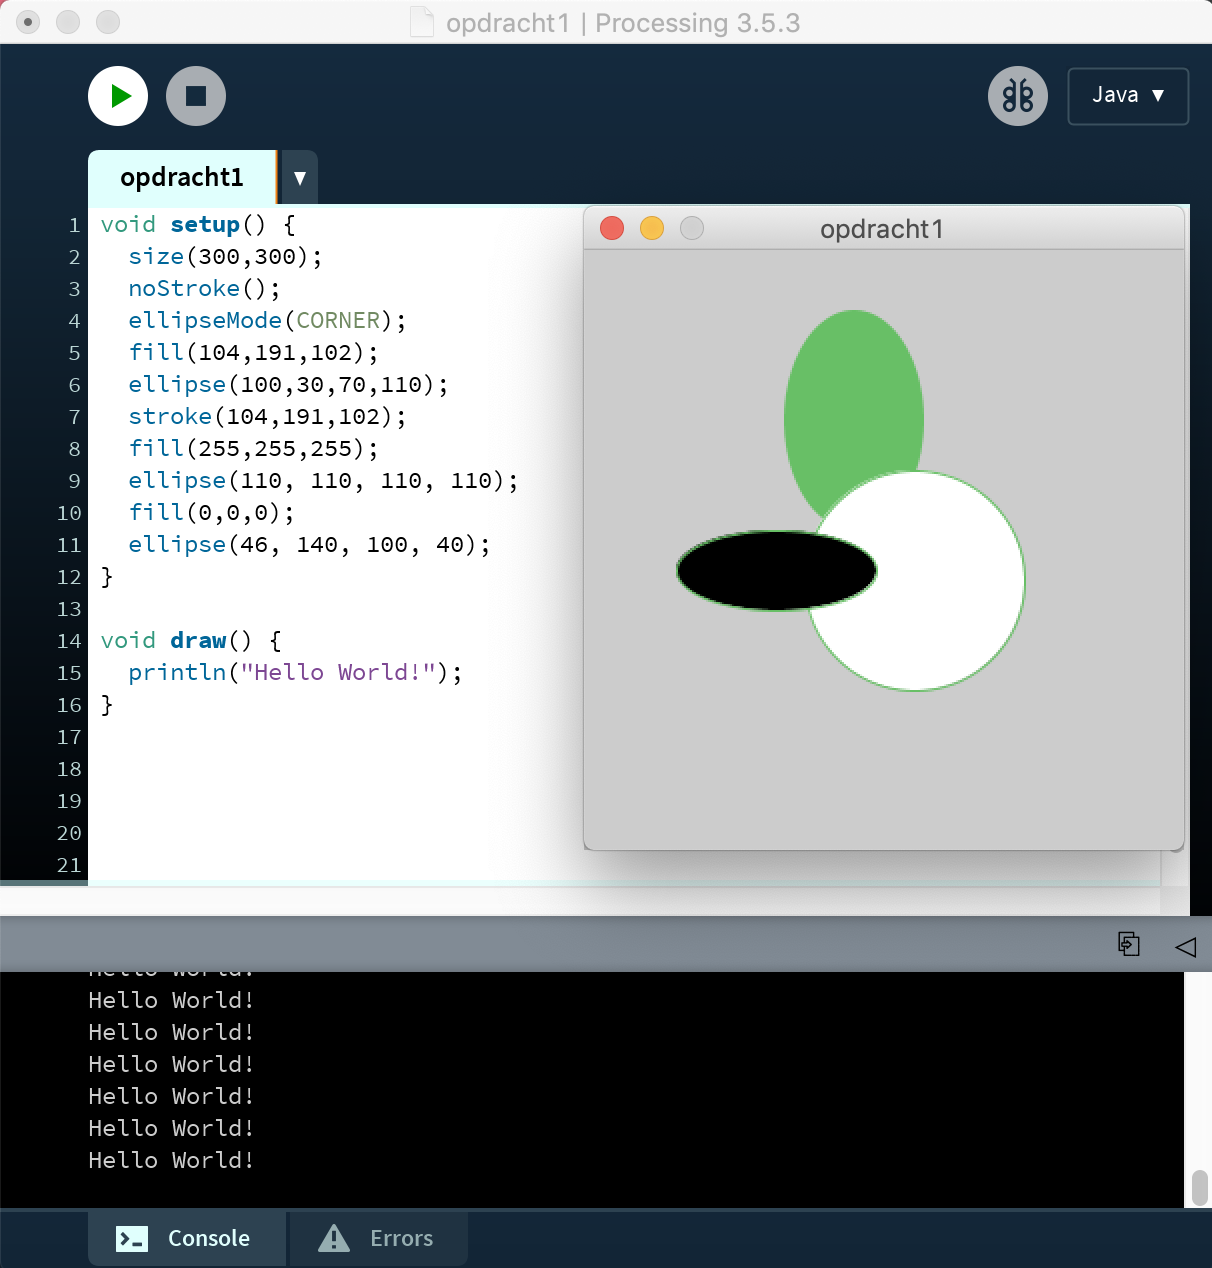 opdracht1 | Processing 3.5.3
Java ▼
opdracht1 ▼
opdracht1
1 void setup() {
2 size(300,300);
3 noStroke();
4 ellipseMode(CORNER);
5 fill(104,191,102);
6 ellipse(100,30,70,110);
7 stroke(104,191,102);
8 fill(255,255,255);
9 ellipse(110, 110, 110, 110);
10 fill(0,0,0);
11 ellipse(46, 140, 100, 40);
12 }
13
14 void draw() {
15 println("Hello World!");
16 }
17
18
19
20
21
Hello World!
Hello World!
Hello World!
Hello World!
Hello World!
Hello World!
Hello World!
Console
Errors